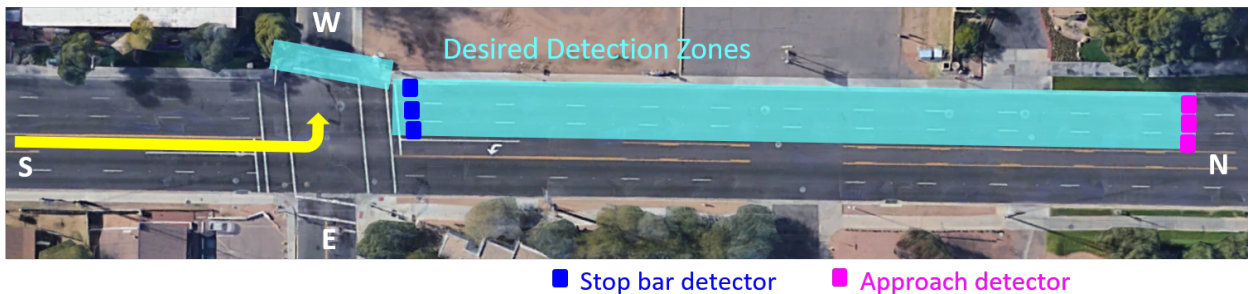 W
Desired Detection Zones
S
N
E
Stop bar detector
Approach detector